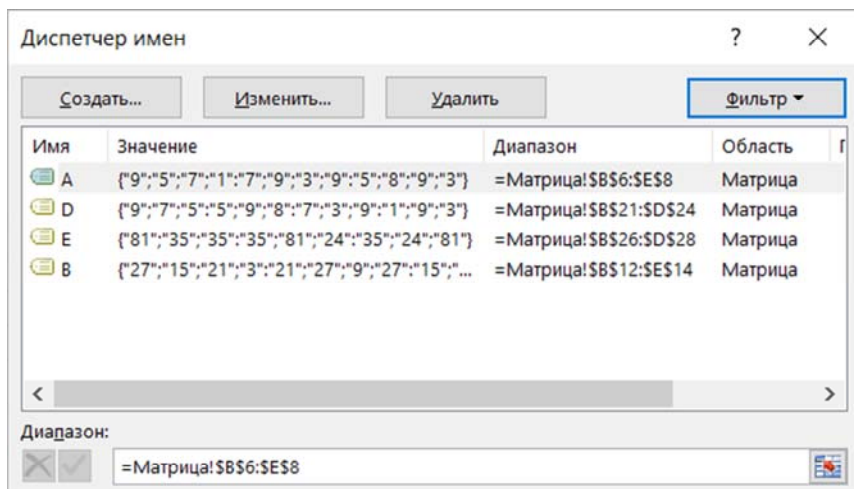 Диспетчер имен ?
Создать... Изменить... Удалить Фильтр
Имя Значение Диапазон Область
A {"9";"5";"7";"1":"7";"9";"3";"9":"5";"8";"9";"3"} =Матрица!$B$6:$E$8 Матрица
D {"9";"7";"5":"5";"9";"8":"7";"3";"9":"1";"9";"3"} =Матрица!$B$21:$D$24 Матрица
E {"81";"35";"35":"35";"81";"24":"35";"24";"81"} =Матрица!$B$26:$D$28 Матрица
B {"27";"15";"21";"3":"21";"27";"9";"27":"15";"... =Матрица!$B$12:$E$14 Матрица
Диапазон:
=Матрица!$B$6:$E$8